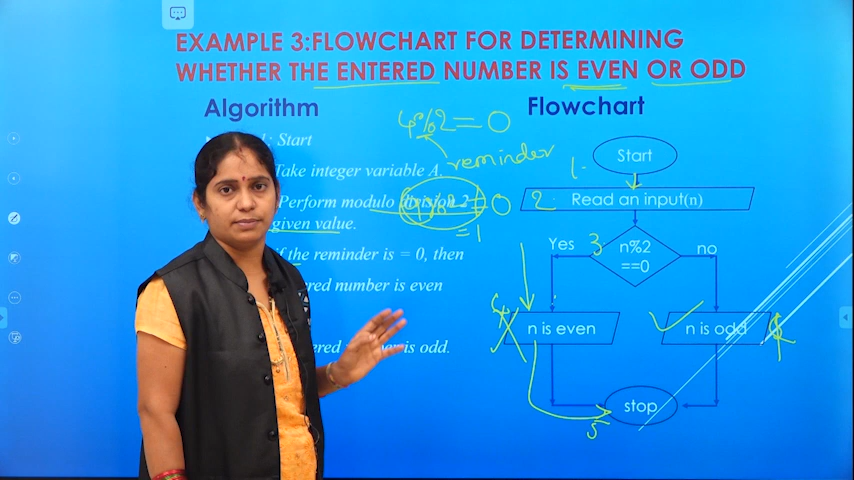 EXAMPLE 3:FLOWCHART FOR DETERMINING
WHETHER THE ENTERED NUMBER IS EVEN OR ODD
Algorithm
: Start
Take integer variable A.
Perform modulo division 2
given value.
if the reminder is = 0, then
number is even
is odd.
4%2=0
reminder
=0
=1
Flowchart
1.
Start
2.
Read an input(n)
3.
n%2
==0
Yes
no
n is even
n is odd
stop
5